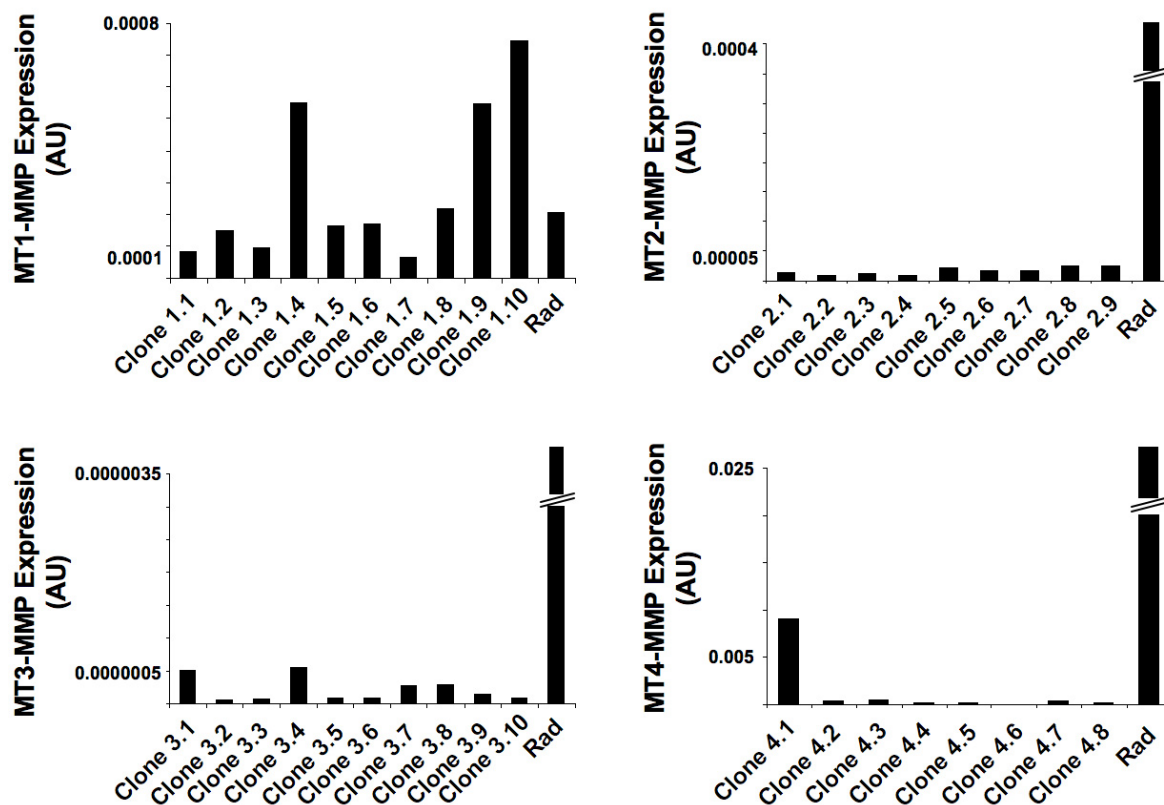 MT1-MMP Expression
(AU)
0.0008
0.0001
Clone 1.1
Clone 1.2
Clone 1.3
Clone 1.4
Clone 1.5
Clone 1.6
Clone 1.7
Clone 1.8
Clone 1.9
Clone 1.10
Rad
MT2-MMP Expression
(AU)
0.0004
0.00005
Clone 2.1
Clone 2.2
Clone 2.3
Clone 2.4
Clone 2.5
Clone 2.6
Clone 2.7
Clone 2.8
Clone 2.9
Rad
MT3-MMP Expression
(AU)
0.0000035
0.0000005
Clone 3.1
Clone 3.2
Clone 3.3
Clone 3.4
Clone 3.5
Clone 3.6
Clone 3.7
Clone 3.8
Clone 3.9
Clone 3.10
Rad
MT4-MMP Expression
(AU)
0.025
0.005
Clone 4.1
Clone 4.2
Clone 4.3
Clone 4.4
Clone 4.5
Clone 4.6
Clone 4.7
Clone 4.8
Rad